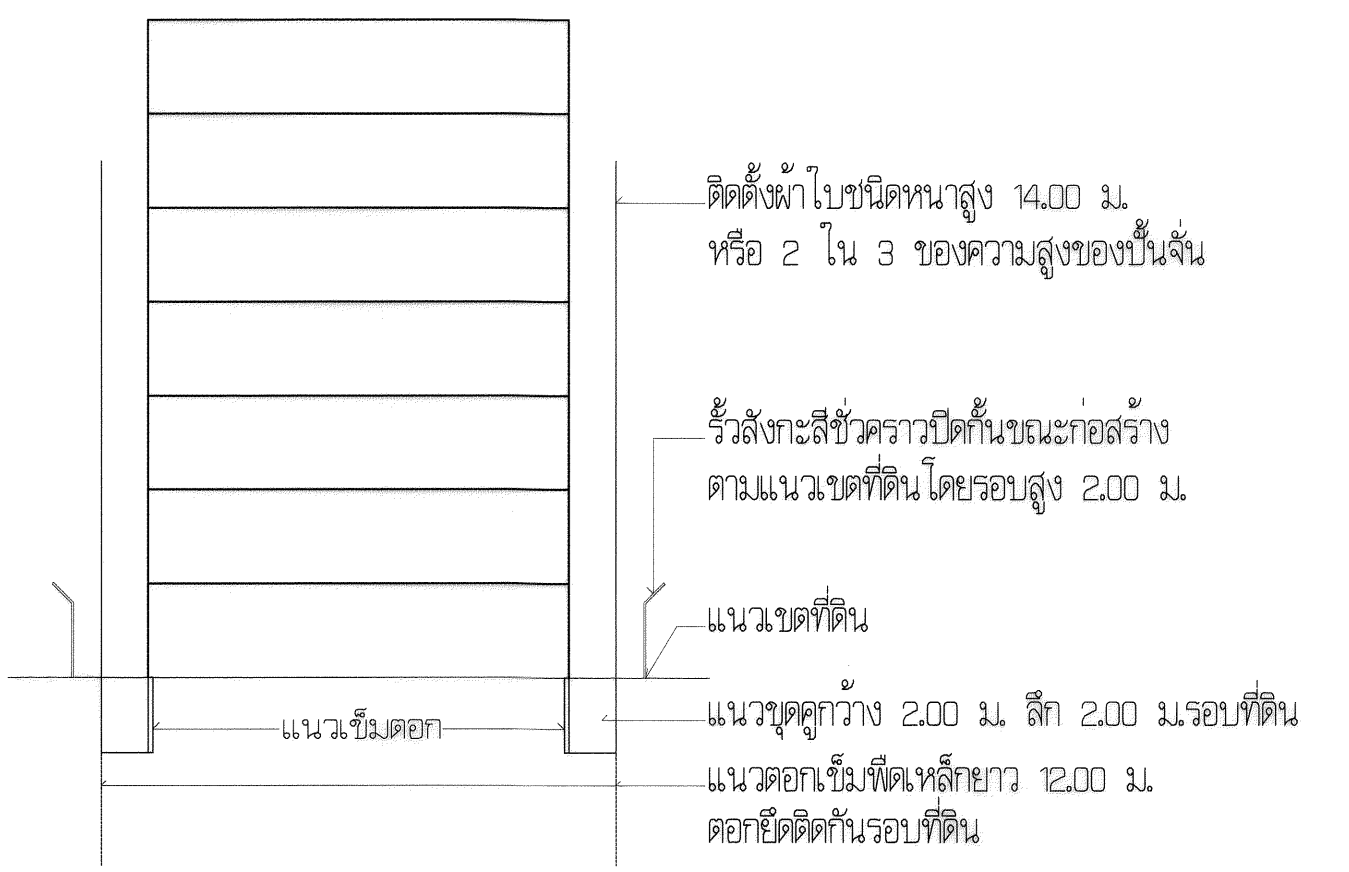 ติดตั้งผ้าใบชนิดหนาสูง 14.00 ม.
หรือ 2 ใน 3 ของความสูงของปั้นจั่น
รั้วสังกะสีชั่วคราวปิดกั้นขณะก่อสร้าง
ตามแนวเขตที่ดินโดยรอบสูง 2.00 ม.
แนวเขตที่ดิน
แนวขุดคูกว้าง 2.00 ม. ลึก 2.00 ม.รอบที่ดิน
แนวเข็มตอก
แนวตอกเข็มพืดเหล็กยาว 12.00 ม.
ตอกยึดติดกันรอบที่ดิน